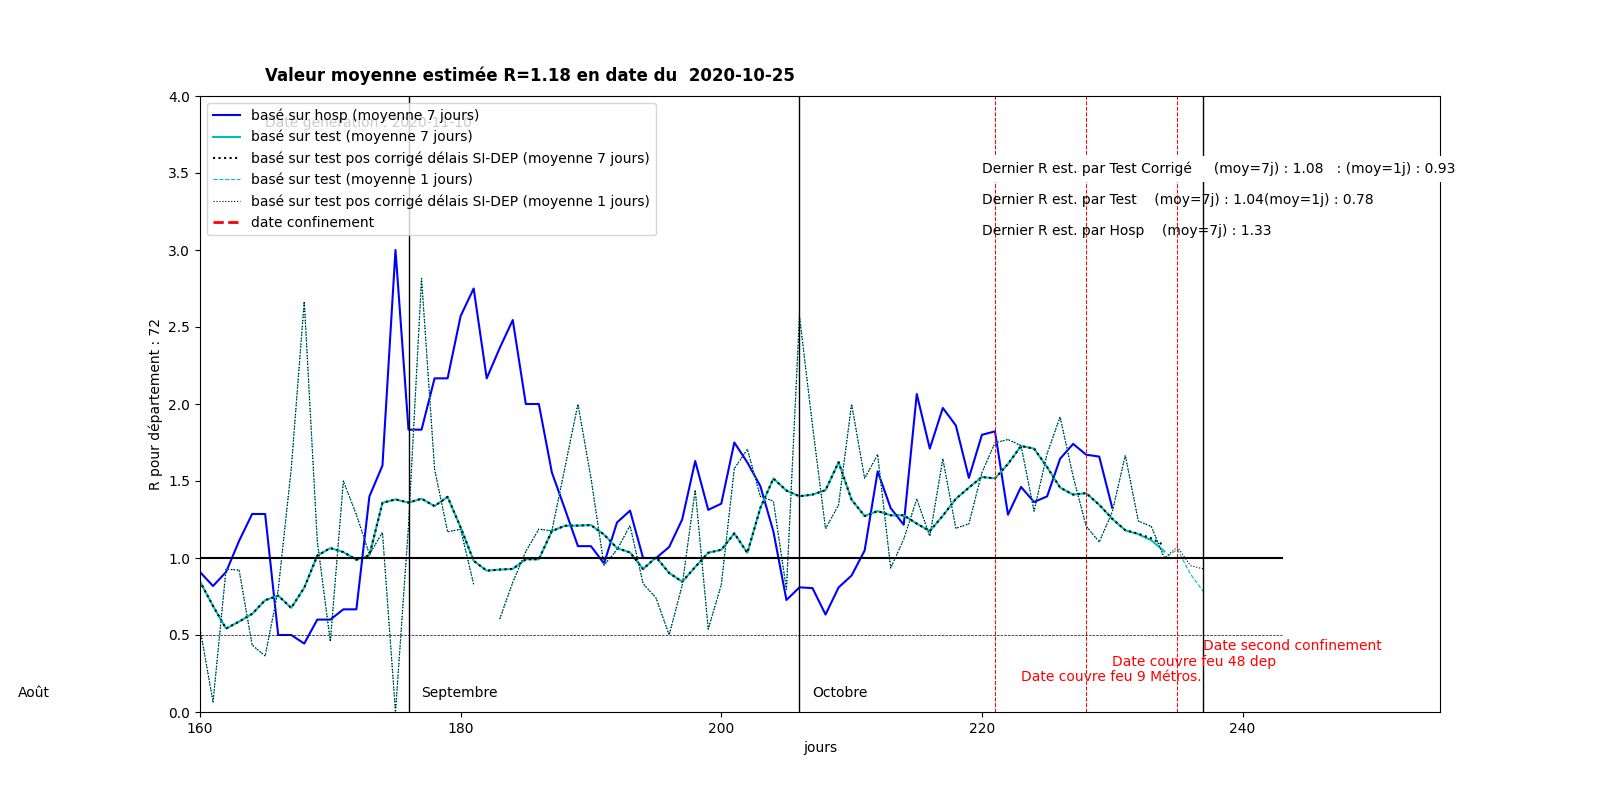 Valeur moyenne estimée R=1.18 en date du  2020-10-25
4.0
3.5
3.0
2.5
2.0
1.5
1.0
0.5
0.0
R pour département : 72
basé sur hosp (moyenne 7 jours)
Date génération : 2020-11-10
basé sur test (moyenne 7 jours)
basé sur test pos corrigé délais SI-DEP (moyenne 7 jours)
basé sur test (moyenne 1 jours)
basé sur test pos corrigé délais SI-DEP (moyenne 1 jours)
date confinement
Dernier R est. par Test Corrigé     (moy=7j) : 1.08   : (moy=1j) : 0.93
Dernier R est. par Test    (moy=7j) : 1.04(moy=1j) : 0.78
Dernier R est. par Hosp    (moy=7j) : 1.33
Date second confinement
Date couvre feu 48 dep
Date couvre feu 9 Métros.
Août
Septembre
Octobre
160
180
200
220
240
jours